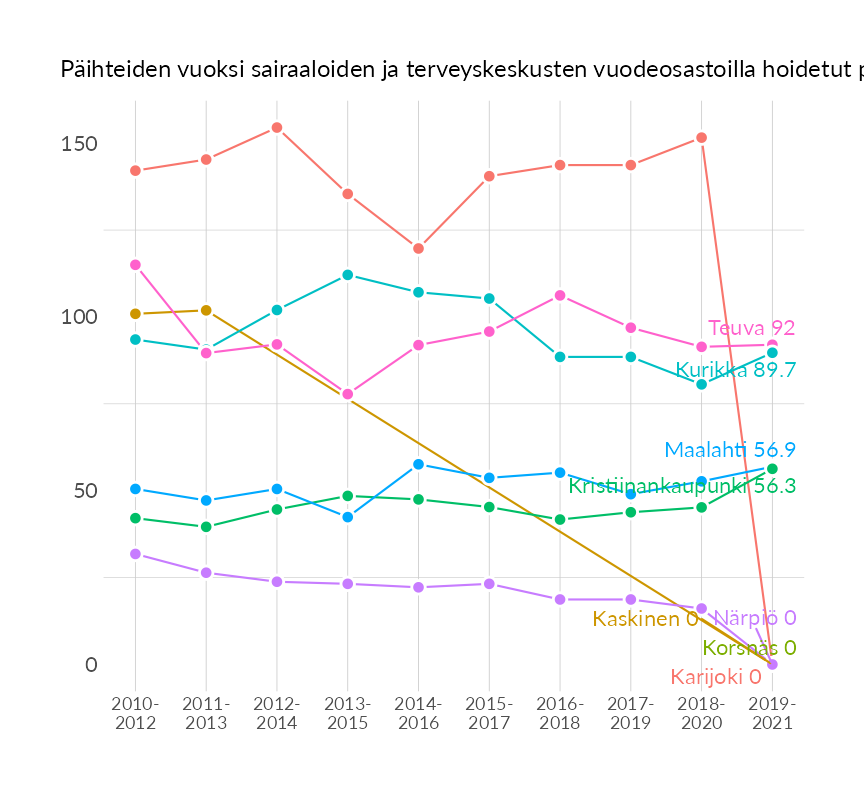 Päihteiden vuoksi sairaaloiden ja terveyskeskusten vuodeosastoilla hoidetut
150
100
50
0
Teuva 92
Kurikka 89.7
Maalahti 56.9
Kristiinankaupunki 56.3
Kaskinen 0
Närpiö 0
Korsnäs 0
Karijoki 0
2010- 2011- 2012- 2013- 2014- 2015- 2016- 2017- 2018- 2019-
2012 2013 2014 2015 2016 2017 2018 2019 2020 2021